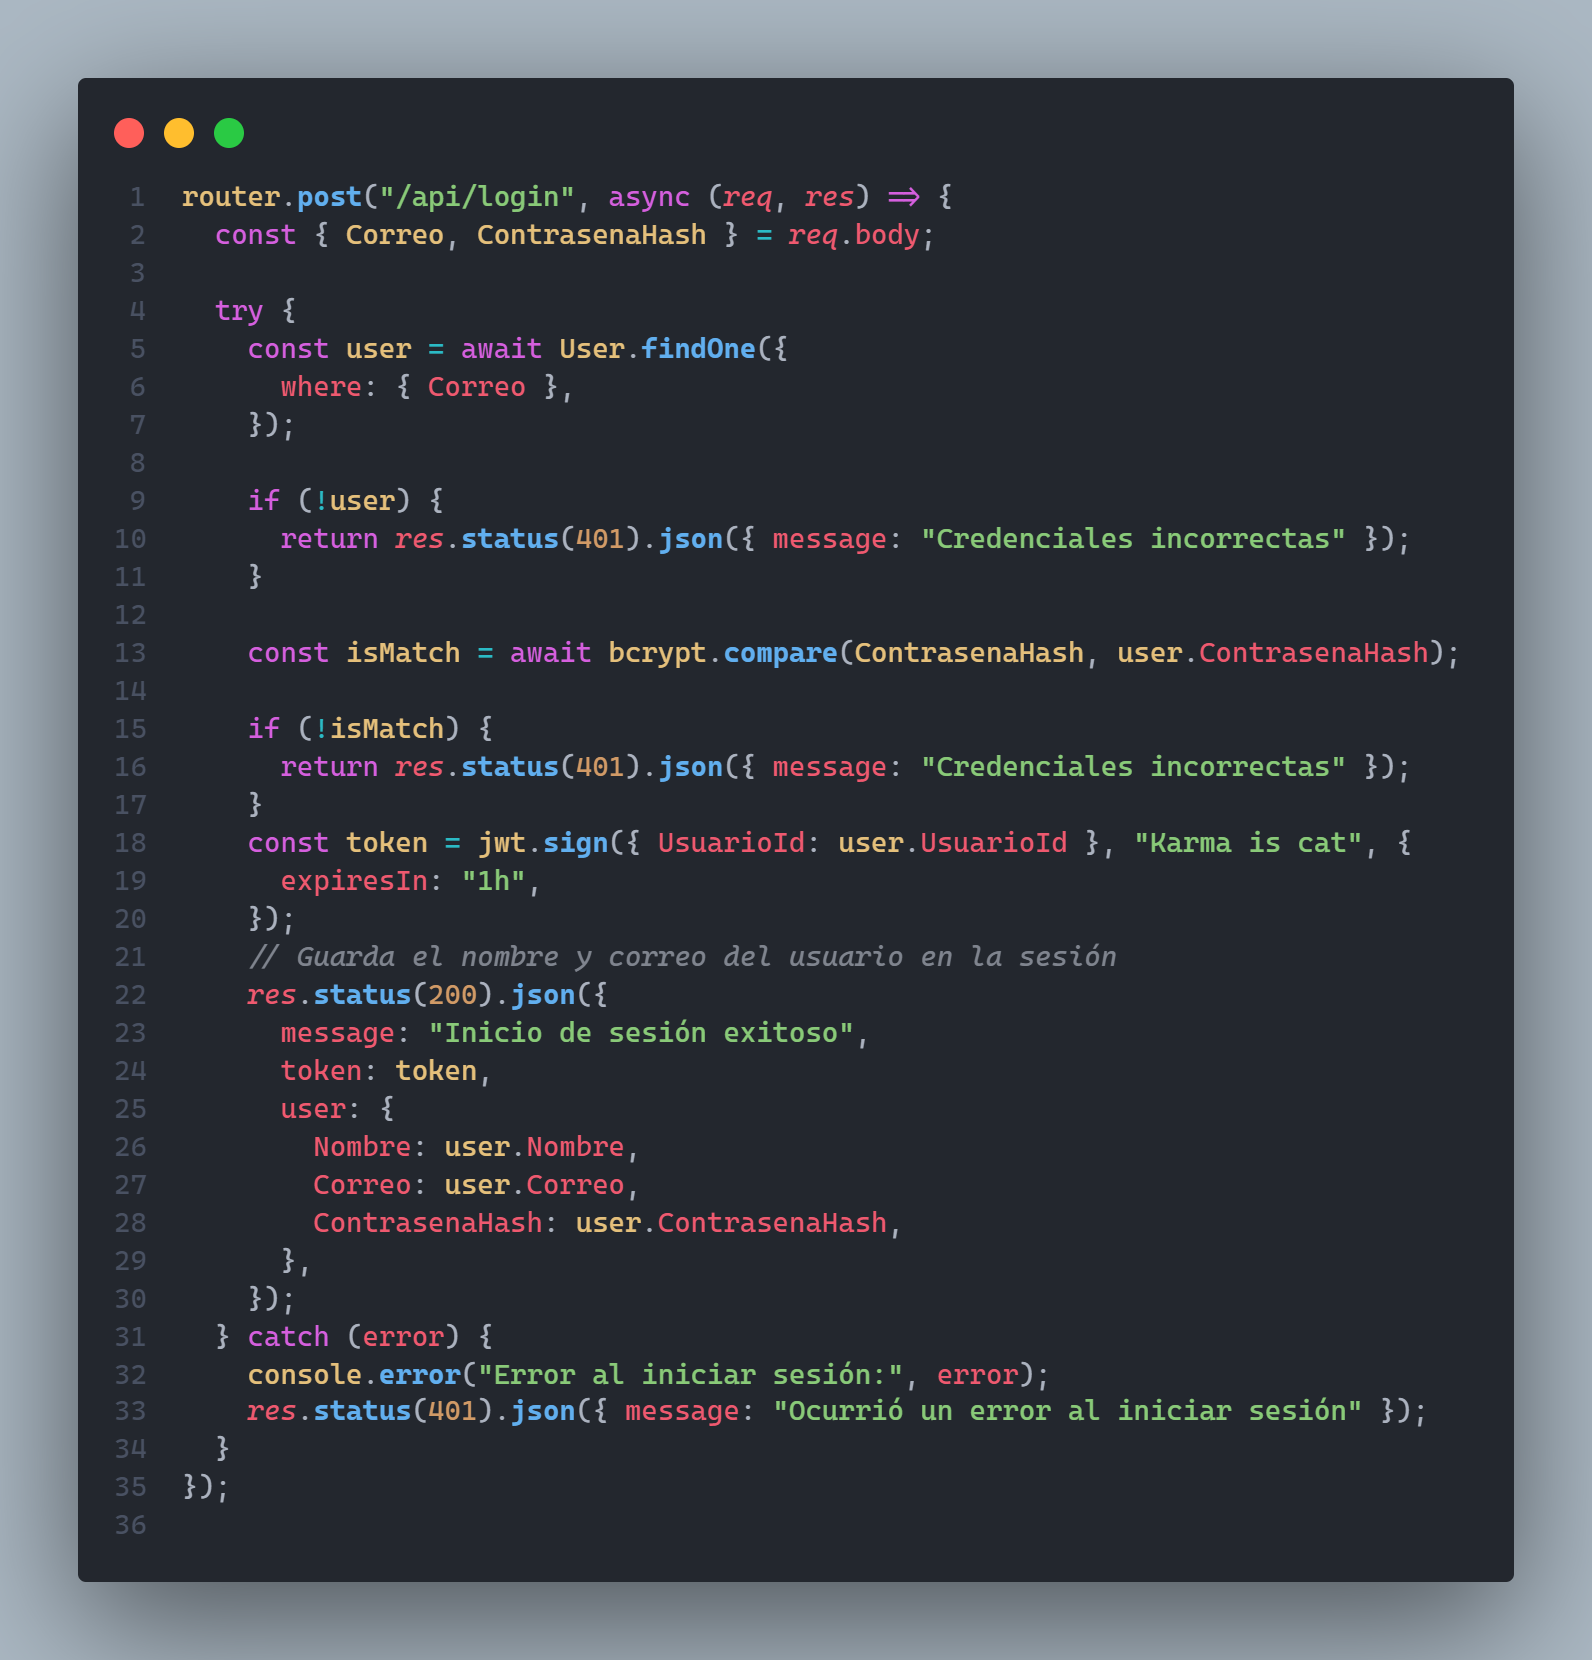 1 router.post("/api/login", async (req, res) => {
2   const { Correo, ContrasenaHash } = req.body;
3
4   try {
5     const user = await User.findOne({
6       where: { Correo },
7     });
8
9     if (!user) {
10       return res.status(401).json({ message: "Credenciales incorrectas" });
11     }
12
13     const isMatch = await bcrypt.compare(ContrasenaHash, user.ContrasenaHash);
14
15     if (!isMatch) {
16       return res.status(401).json({ message: "Credenciales incorrectas" });
17     }
18     const token = jwt.sign({ UsuarioId: user.UsuarioId }, "Karma is cat", {
19       expiresIn: "1h",
20     });
21     // Guarda el nombre y correo del usuario en la sesión
22     res.status(200).json({
23       message: "Inicio de sesión exitoso",
24       token: token,
25       user: {
26         Nombre: user.Nombre,
27         Correo: user.Correo,
28         ContrasenaHash: user.ContrasenaHash,
29       },
30     });
31   } catch (error) {
32     console.error("Error al iniciar sesión:", error);
33     res.status(401).json({ message: "Ocurrió un error al iniciar sesión" });
34   }
35 });
36